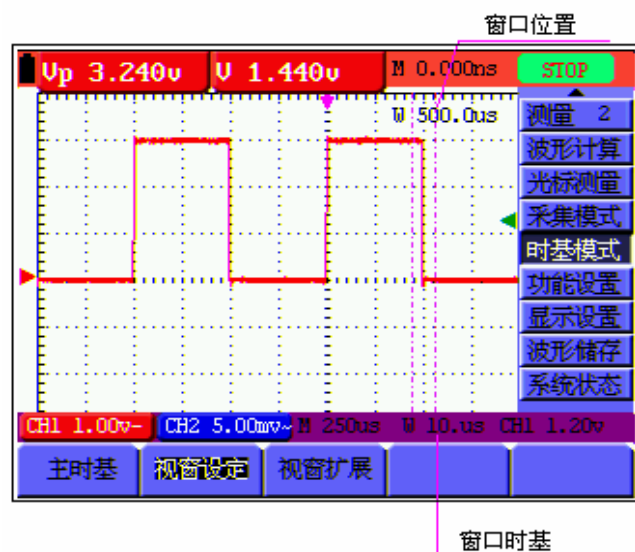 窗口位置
Vp 3.240v V 1.440v M 0.000ns STOP
W 500.0us
测量 2
波形计算
光标测量
采集模式
时基模式
功能设置
显示设置
波形储存
系统状态
CH1 1.00v- CH2 5.00mv~ M 250us W 10.us CH1 1.20v
主时基 视窗设定 视窗扩展
窗口时基